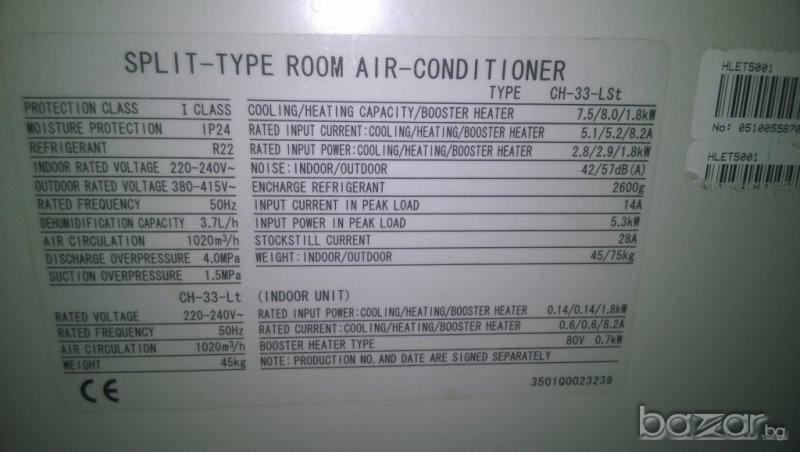 SPLIT-TYPE ROOM AIR-CONDITIONER
TYPE CH-33-LSt
PROTECTION CLASS I CLASS
MOISTURE PROTECTION IP24
REFRIGERANT R22
INDOOR RATED VOLTAGE 220-240V~
OUTDOOR RATED VOLTAGE 380-415V~
RATED FREQUENCY 50Hz
DEHUMIDIFICATION CAPACITY 3.7L/h
AIR CIRCULATION 1020m³/h
DISCHARGE OVERPRESSURE 4.0MPa
SUCTION OVERPRESSURE 1.5MPa
COOLING/HEATING CAPACITY/BOOSTER HEATER 7.5/8.0/1.8kW
RATED INPUT CURRENT:COOLING/HEATING/BOOSTER HEATER 5.1/5.2/8.2A
RATED INPUT POWER:COOLING/HEATING/BOOSTER HEATER 2.8/2.9/1.8kW
NOISE:INDOOR/OUTDOOR 42/57dB(A)
ENCHARGE REFRIGERANT 2600g
INPUT CURRENT IN PEAK LOAD 14A
INPUT POWER IN PEAK LOAD 5.3kW
STOCKSTILL CURRENT 28A
WEIGHT:INDOOR/OUTDOOR 45/75kg
CH-33-Lt (INDOOR UNIT)
RATED VOLTAGE 220-240V~
RATED FREQUENCY 50Hz
AIR CIRCULATION 1020m³/h
WEIGHT 45kg
RATED INPUT POWER:COOLING/HEATING/BOOSTER HEATER 0.14/0.14/1.8kW
RATED CURRENT:COOLING/HEATING/BOOSTER HEATER 0.6/0.6/8.2A
BOOSTER HEATER TYPE 80V 0.7kW
NOTE: PRODUCTION NO. AND DATE ARE SIGNED SEPARATELY
CE
3501Q0023239
HLET5001
No: 0510055670
HLET5001
bazar.bg